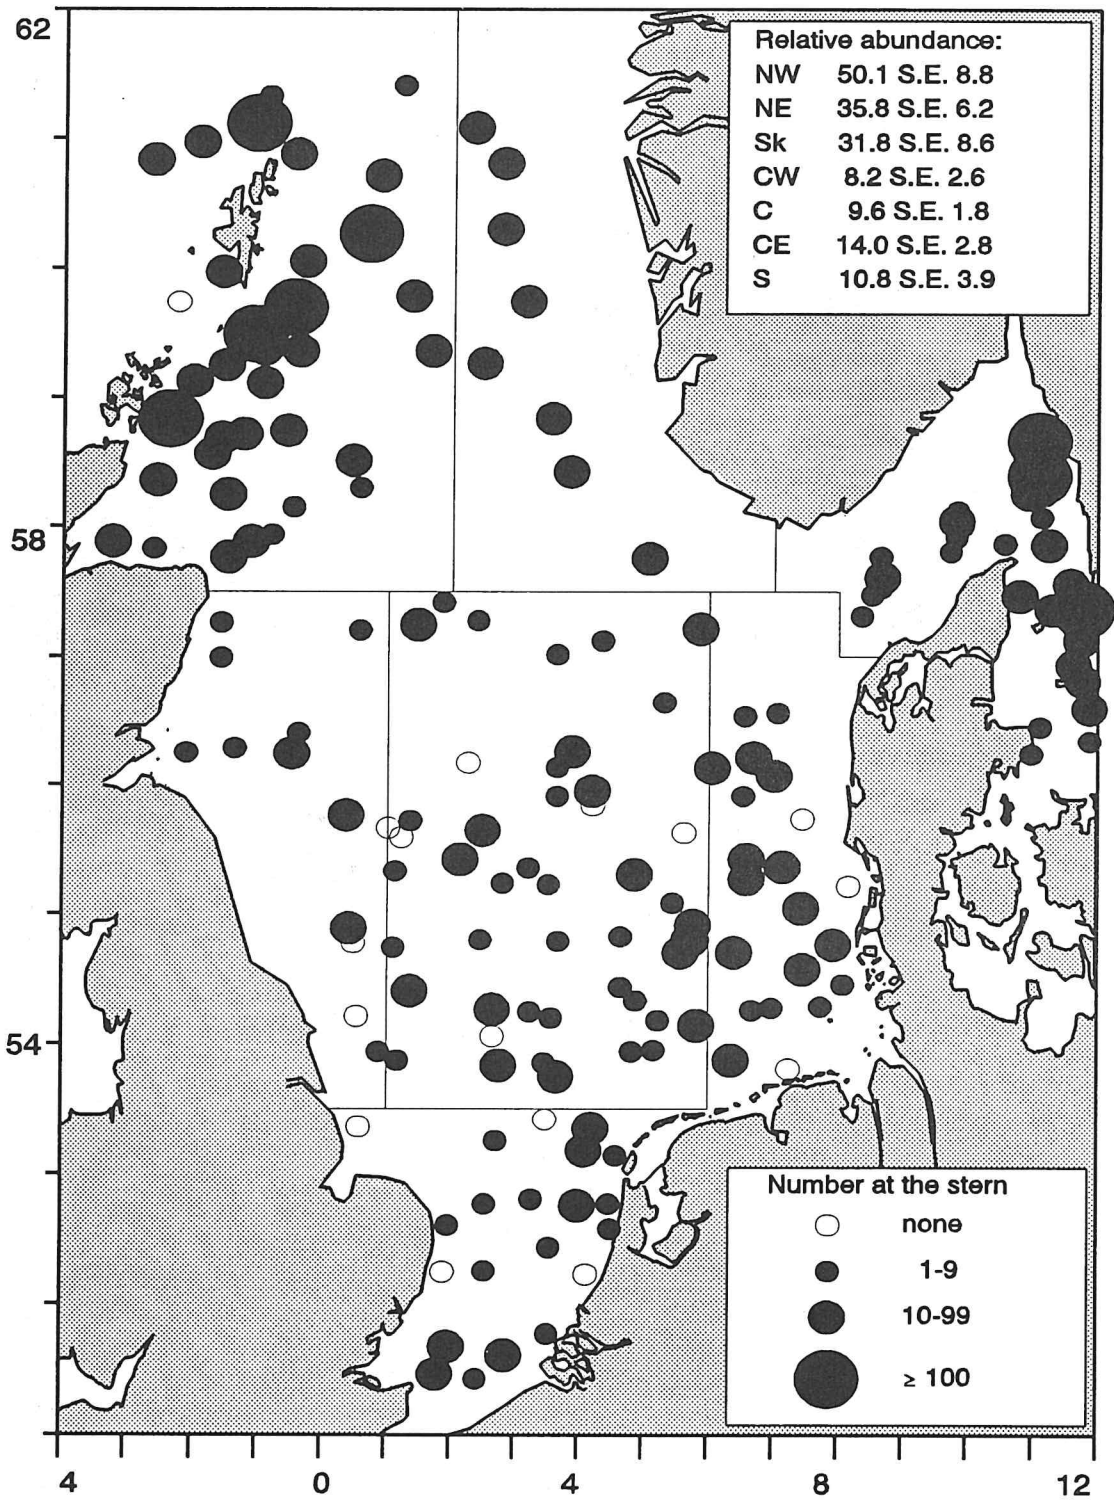 62
58
54
4
0
4
8
12
Relative abundance:
NW 50.1 S.E. 8.8
NE 35.8 S.E. 6.2
Sk 31.8 S.E. 8.6
CW 8.2 S.E. 2.6
C 9.6 S.E. 1.8
CE 14.0 S.E. 2.8
S 10.8 S.E. 3.9
Number at the stern
none
1-9
10-99
≥ 100